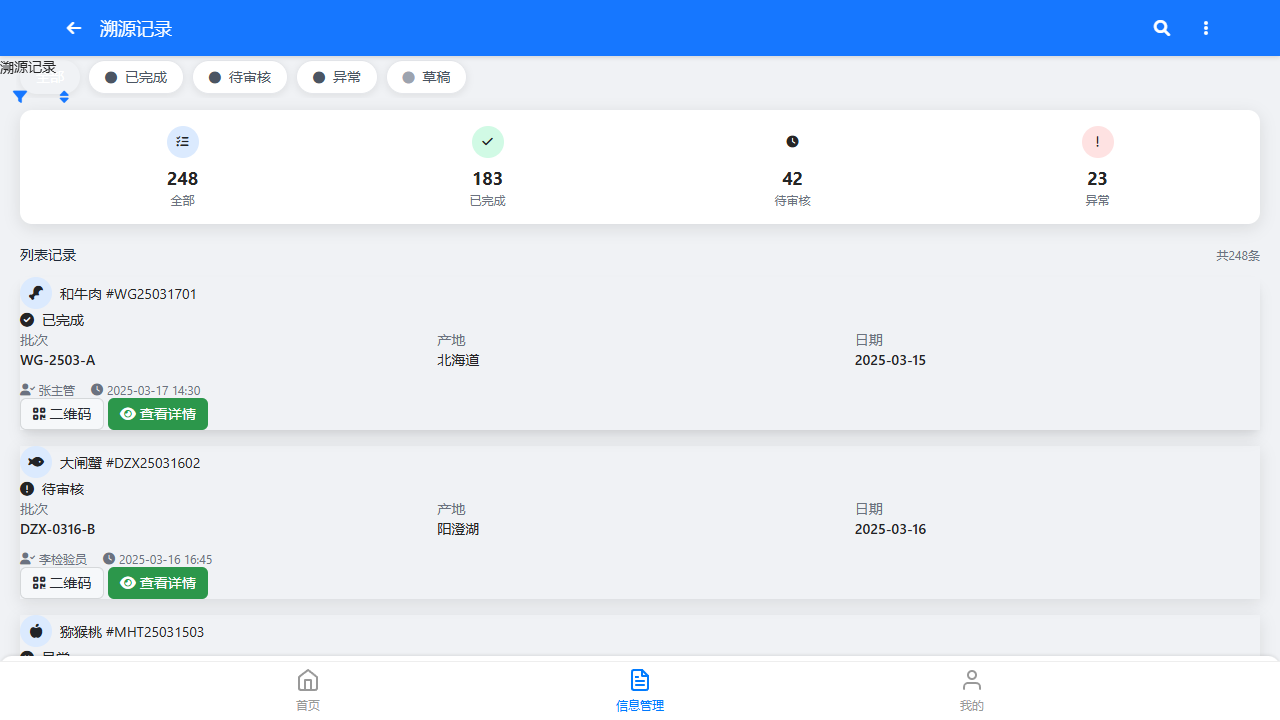 溯源记录
溯源记录
全部 已完成 待审核 异常 草稿
248 183 42 23
全部 已完成 待审核 异常
列表记录 共248条
和牛肉 #WG25031701
已完成
批次 产地 日期
WG-2503-A 北海道 2025-03-15
张主管 2025-03-17 14:30
二维码 查看详情
大闸蟹 #DZX25031602
待审核
批次 产地 日期
DZX-0316-B 阳澄湖 2025-03-16
李检验员 2025-03-16 16:45
二维码 查看详情
猕猴桃 #MHT25031503
异常
首页 信息管理 我的